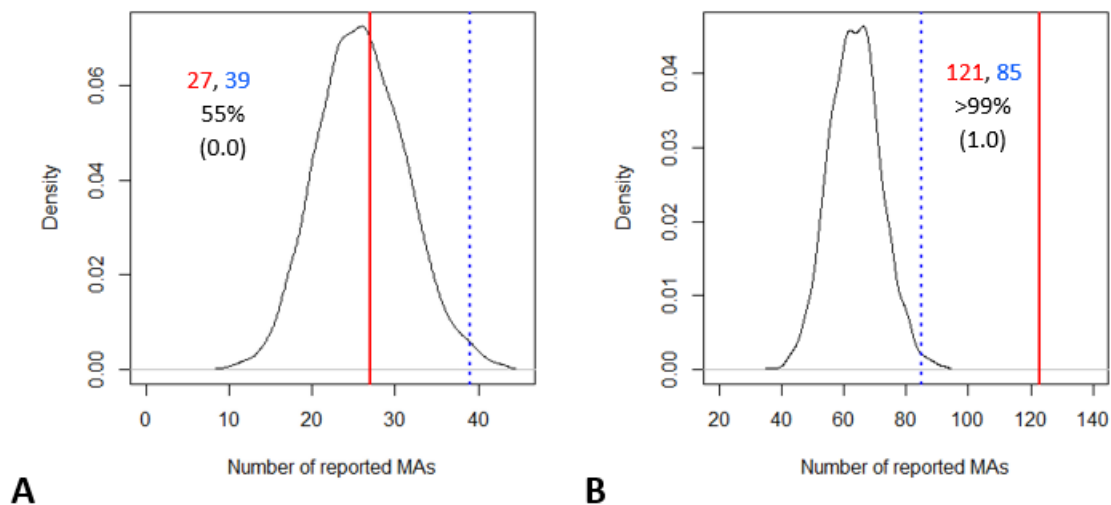 27, 39
55%
(0.0)
Density
0.00
0.02
0.04
0.06
0 10 20 30 40
Number of reported MAs
A
121, 85
>99%
(1.0)
Density
0.00
0.01
0.02
0.03
0.04
20 40 60 80 100 120 140
Number of reported MAs
B